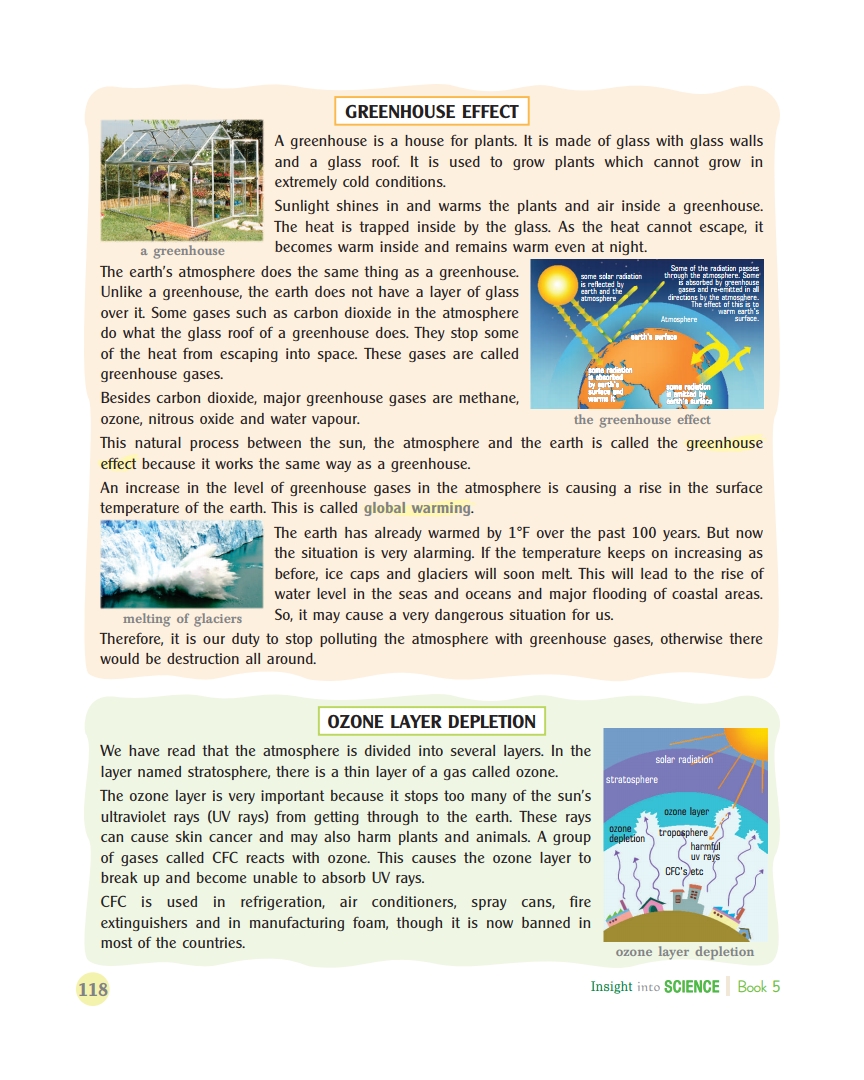 GREENHOUSE EFFECT
A greenhouse is a house for plants. It is made of glass with glass walls
and a glass roof. It is used to grow plants which cannot grow in
extremely cold conditions.
Sunlight shines in and warms the plants and air inside a greenhouse.
The heat is trapped inside by the glass. As the heat cannot escape, it
becomes warm inside and remains warm even at night.
a greenhouse
The earth's atmosphere does the same thing as a greenhouse.
Unlike a greenhouse, the earth does not have a layer of glass
over it. Some gases such as carbon dioxide in the atmosphere
do what the glass roof of a greenhouse does. They stop some
of the heat from escaping into space. These gases are called
greenhouse gases.
Besides carbon dioxide, major greenhouse gases are methane,
ozone, nitrous oxide and water vapour.
some solar radiation
is reflected by
earth and the
atmosphere
Some of the radiation passes
through the atmosphere. Some
is absorbed by greenhouse
gases and re-emitted in all
directions by the atmosphere.
The effect of this is to
warm earth's
surface.
Atmosphere
earth's surface
some radiation
is absorbed
by earth's
surface and
warms it
some radiation
is emitted by
earth's surface
the greenhouse effect
This natural process between the sun, the atmosphere and the earth is called the greenhouse
effect because it works the same way as a greenhouse.
An increase in the level of greenhouse gases in the atmosphere is causing a rise in the surface
temperature of the earth. This is called global warming.
The earth has already warmed by 1°F over the past 100 years. But now
the situation is very alarming. If the temperature keeps on increasing as
before, ice caps and glaciers will soon melt. This will lead to the rise of
water level in the seas and oceans and major flooding of coastal areas.
So, it may cause a very dangerous situation for us.
melting of glaciers
Therefore, it is our duty to stop polluting the atmosphere with greenhouse gases, otherwise there
would be destruction all around.
OZONE LAYER DEPLETION
We have read that the atmosphere is divided into several layers. In the
layer named stratosphere, there is a thin layer of a gas called ozone.
The ozone layer is very important because it stops too many of the sun's
ultraviolet rays (UV rays) from getting through to the earth. These rays
can cause skin cancer and may also harm plants and animals. A group
of gases called CFC reacts with ozone. This causes the ozone layer to
break up and become unable to absorb UV rays.
CFC is used in refrigeration, air conditioners, spray cans, fire
extinguishers and in manufacturing foam, though it is now banned in
most of the countries.
solar radiation
stratosphere
ozone layer
ozone
depletion
troposphere
harmful
uv rays
CFC's etc
ozone layer depletion
118
Insight into SCIENCE | Book 5